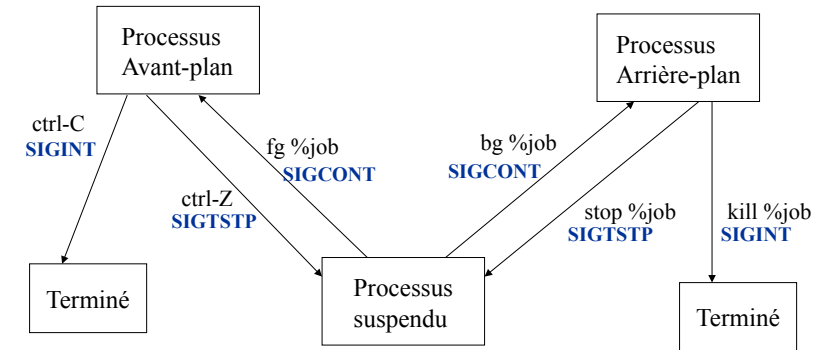 Processus
Avant-plan
Processus
Arrière-plan
ctrl-C
SIGINT
fg %job
SIGCONT
bg %job
SIGCONT
ctrl-Z
SIGTSTP
stop %job
SIGTSTP
kill %job
SIGINT
Terminé
Processus
suspendu
Terminé